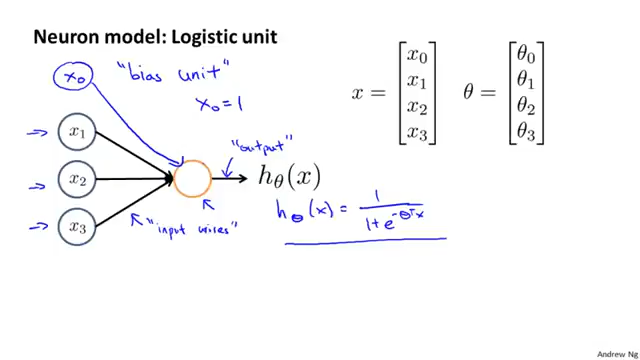 Neuron model: Logistic unit
x₀
"bias unit"
x₀ = 1
x₁
x₂
x₃
"output"
"input wires"
hθ(x)
hθ(x) = 1 / (1 + e^(-θᵀx))
x = [x₀ x₁ x₂ x₃]
θ = [θ₀ θ₁ θ₂ θ₃]
Andrew Ng